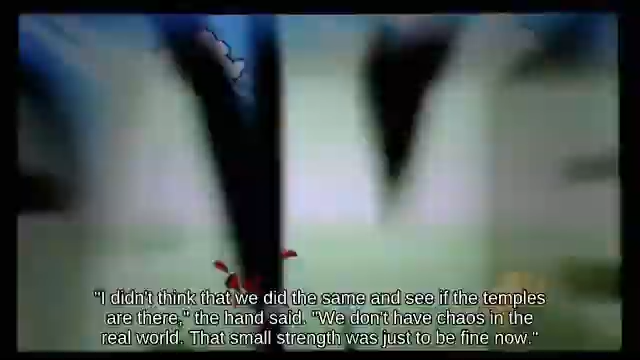 "I didn't think that we did the same and see if the temples
are there," the hand said. "We don't have chaos in the
real world. That small strength was just to be fine now."